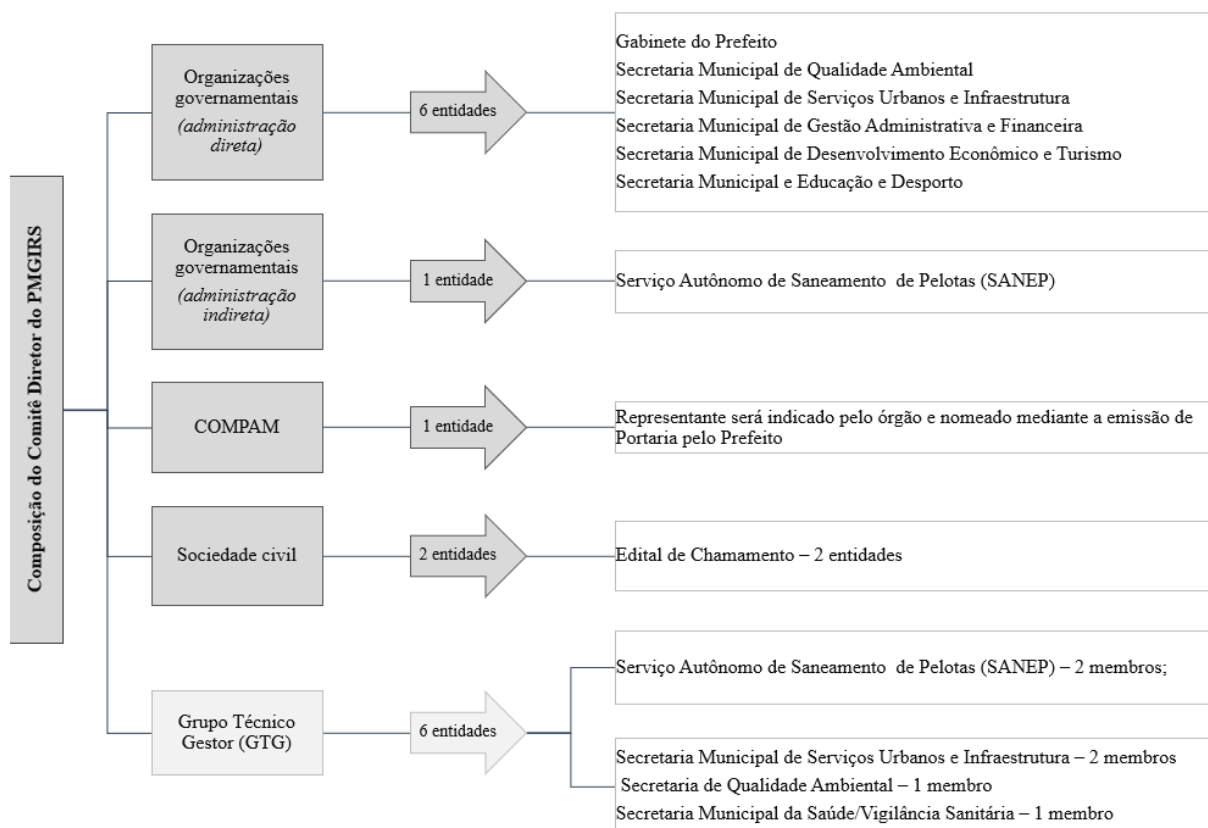 Composição do Comitê Diretor do PMGIRS
Organizações
governamentais
(administração
direta)
6 entidades
Gabinete do Prefeito
Secretaria Municipal de Qualidade Ambiental
Secretaria Municipal de Serviços Urbanos e Infraestrutura
Secretaria Municipal de Gestão Administrativa e Financeira
Secretaria Municipal de Desenvolvimento Econômico e Turismo
Secretaria Municipal e Educação e Desporto
Organizações
governamentais
(administração
indireta)
1 entidade
Serviço Autônomo de Saneamento de Pelotas (SANEP)
COMPAM
1 entidade
Representante será indicado pelo órgão e nomeado mediante a emissão de
Portaria pelo Prefeito
Sociedade civil
2 entidades
Edital de Chamamento – 2 entidades
Grupo Técnico
Gestor (GTG)
6 entidades
Serviço Autônomo de Saneamento de Pelotas (SANEP) – 2 membros;
Secretaria Municipal de Serviços Urbanos e Infraestrutura – 2 membros
Secretaria de Qualidade Ambiental – 1 membro
Secretaria Municipal da Saúde/Vigilância Sanitária – 1 membro